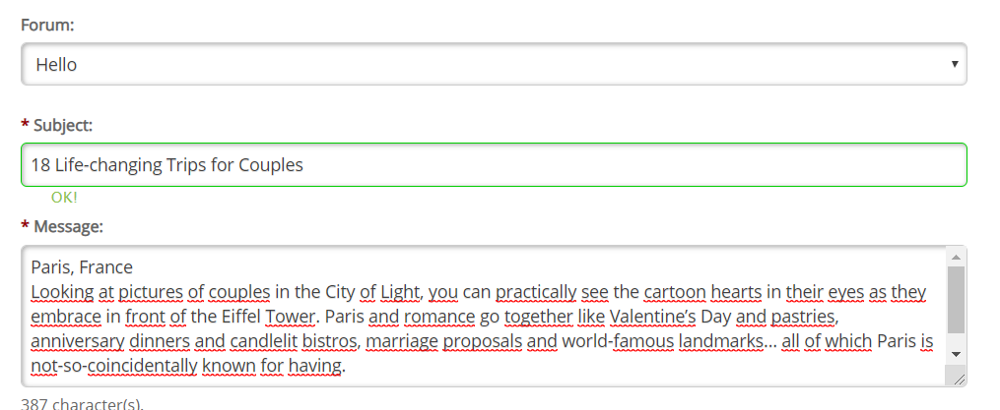 Forum:
Hello
* Subject:
18 Life-changing Trips for Couples
OK!
* Message:
Paris, France
Looking at pictures of couples in the City of Light, you can practically see the cartoon hearts in their eyes as they
embrace in front of the Eiffel Tower. Paris and romance go together like Valentine’s Day and pastries,
anniversary dinners and candlelit bistros, marriage proposals and world-famous landmarks... all of which Paris is
not-so-coincidentally known for having.
387 character(s).